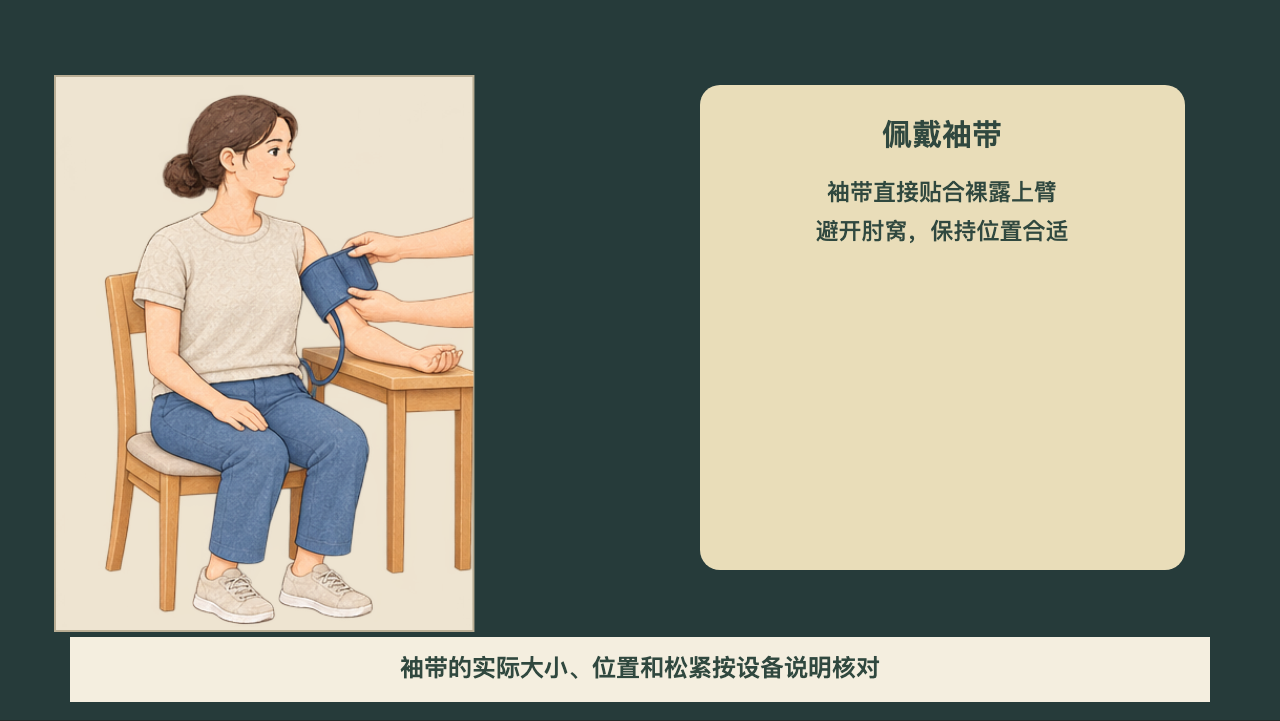 佩戴袖带
袖带直接贴合裸露上臂
避开肘窝，保持位置合适
袖带的实际大小、位置和松紧按设备说明核对